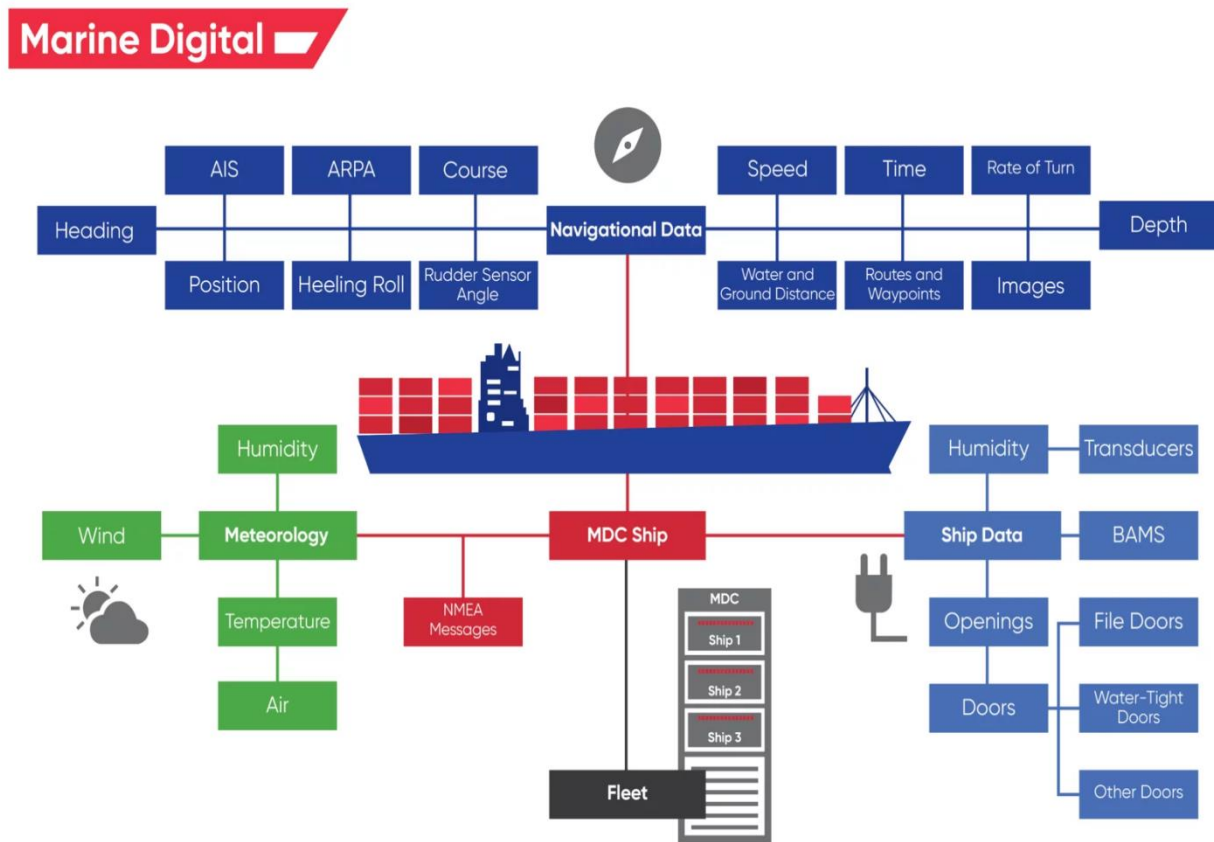 Marine Digital
AIS
ARPA
Course
Speed
Time
Rate of Turn
Heading
Navigational Data
Depth
Position
Heeling Roll
Rudder Sensor
Angle
Water and
Ground Distance
Routes and
Waypoints
Images
Humidity
Humidity
Transducers
Wind
Meteorology
MDC Ship
Ship Data
BAMS
Temperature
NMEA
Messages
MDC
Ship 1
Ship 2
Ship 3
Openings
File Doors
Air
Doors
Water-Tight
Doors
Fleet
Other Doors